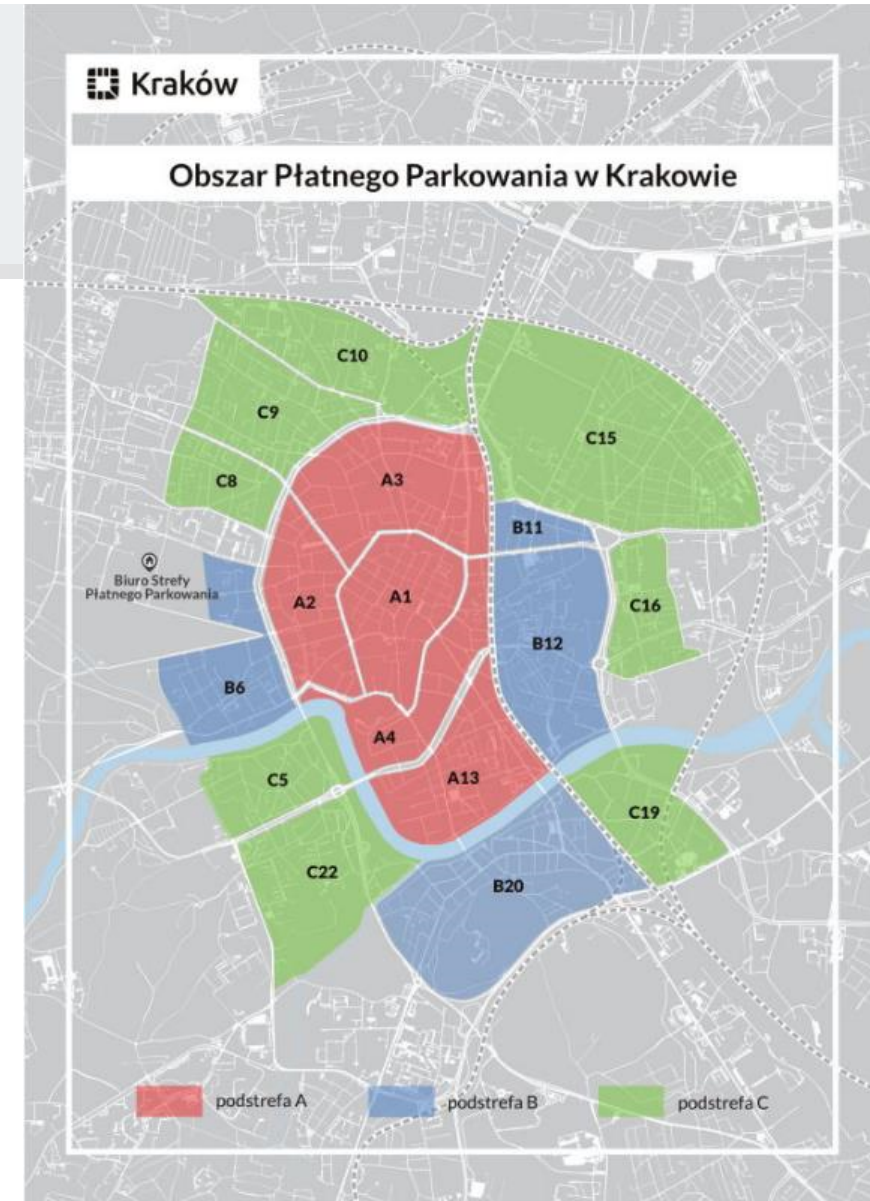 Kraków
Obszar Płatnego Parkowania w Krakowie
C10
C9
C15
A3
C8
B11
Biuro Strefy
Płatnego Parkowania
A2
A1
C16
B12
B6
A4
C5
A13
C19
C22
B20
podstrefa A
podstrefa B
podstrefa C